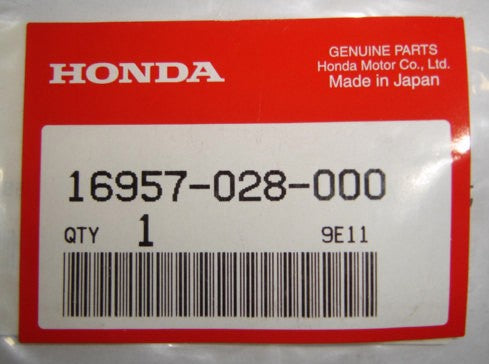 HONDA
GENUINE PARTS
Honda Motor Co., Ltd.
Made in Japan
16957-028-000
QTY 1 9E11